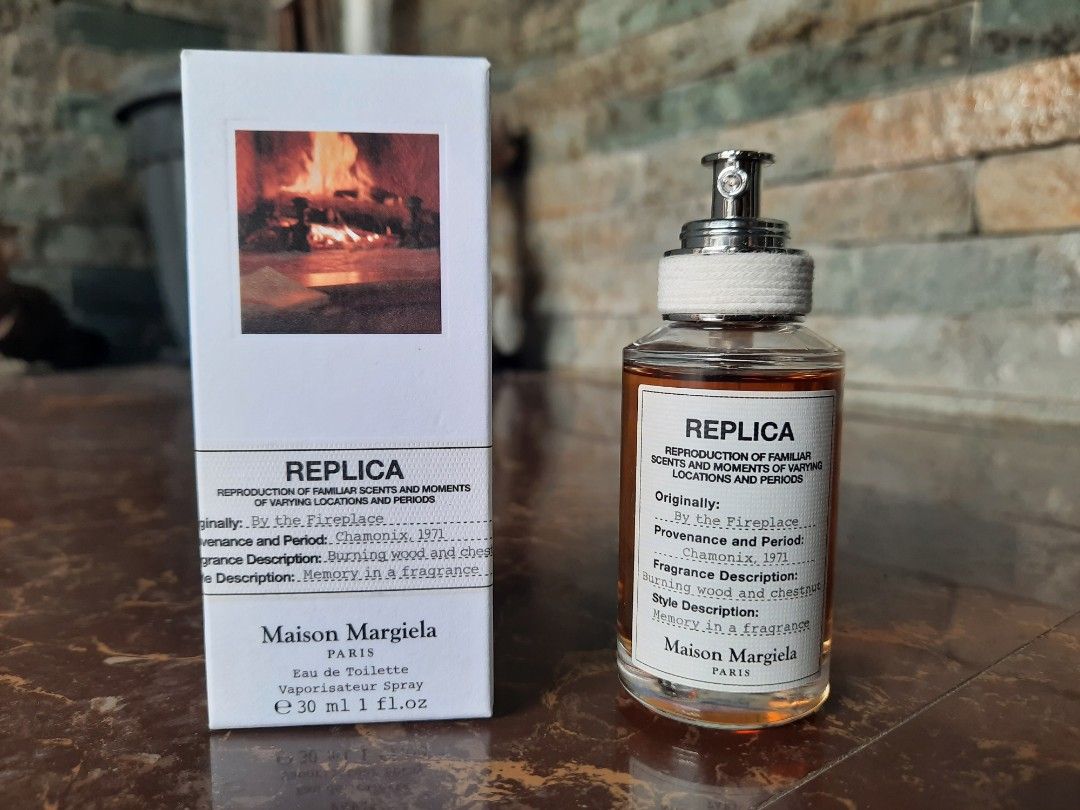 REPLICA
REPRODUCTION OF FAMILIAR SCENTS AND MOMENTS
OF VARYING LOCATIONS AND PERIODS
ginally: By the Fireplace
venance and Period: Chamonix, 1971
grance Description: Burning wood and chest
le Description: Memory in a fragrance
Maison Margiela
PARIS
Eau de Toilette
Vaporisateur Spray
℮ 30 ml 1 fl.oz
REPLICA
REPRODUCTION OF FAMILIAR
SCENTS AND MOMENTS OF VARYING
LOCATIONS AND PERIODS
Originally:
By the Fireplace
Provenance and Period:
Chamonix, 1971
Fragrance Description:
Burning wood and chestnut
Style Description:
Memory in a fragrance
Maison Margiela
PARIS